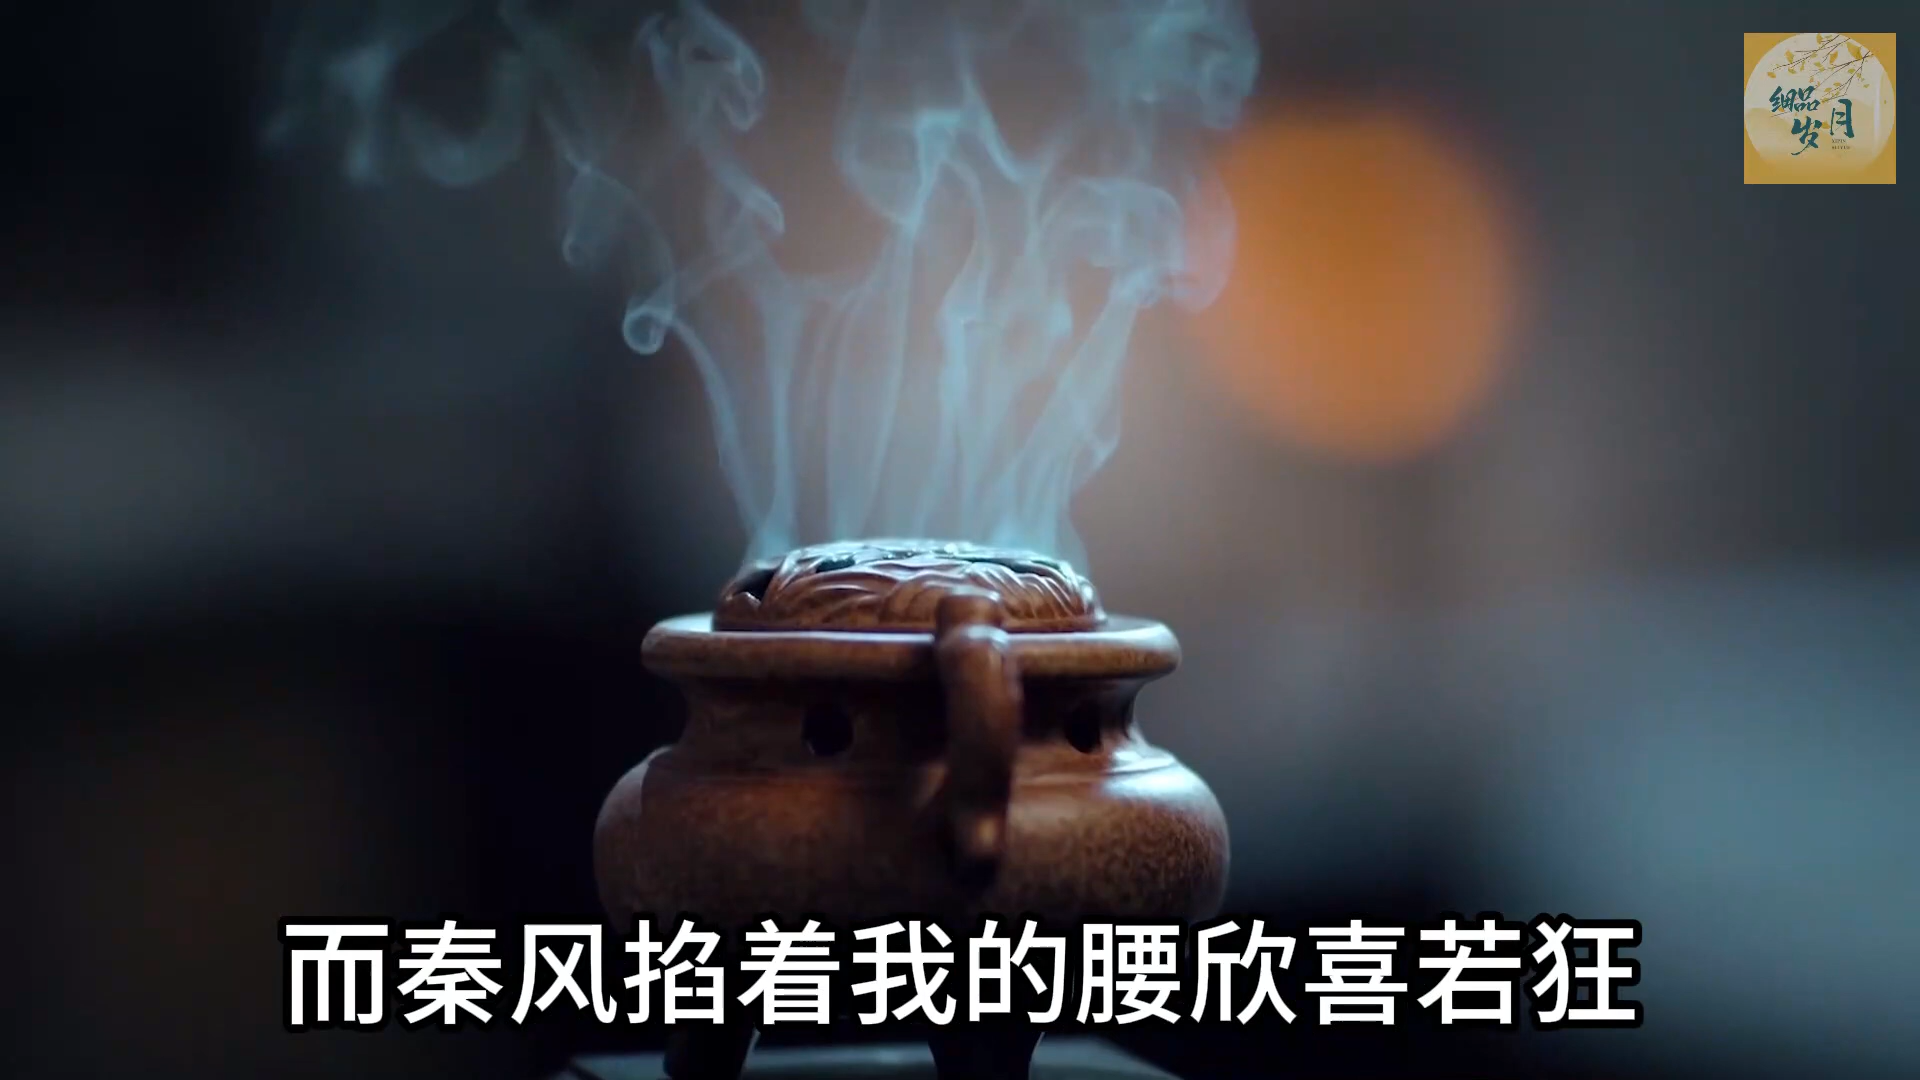 细品
岁月
而秦风掐着我的腰欣喜若狂